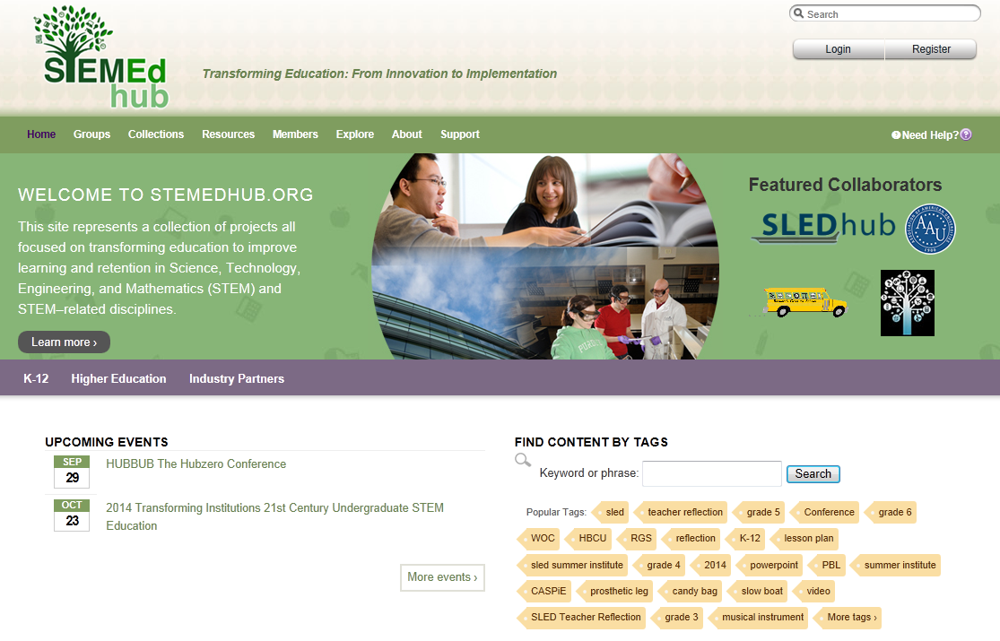 STEMEd
hub
Transforming Education: From Innovation to Implementation
Search
Login Register
Home Groups Collections Resources Members Explore About Support
Need Help?
WELCOME TO STEMEDHUB.ORG
This site represents a collection of projects all
focused on transforming education to improve
learning and retention in Science, Technology,
Engineering, and Mathematics (STEM) and
STEM–related disciplines.
Learn more ›
PURDUE
Featured Collaborators
SLEDhub
ASSOCIATION OF AMERICAN UNIVERSITIES
AAU
1900
K-12 Higher Education Industry Partners
UPCOMING EVENTS
SEP
29
HUBBUB The Hubzero Conference
OCT
23
2014 Transforming Institutions 21st Century Undergraduate STEM
Education
More events ›
FIND CONTENT BY TAGS
Keyword or phrase: Search
Popular Tags: sled teacher reflection grade 5 Conference grade 6
WOC HBCU RGS reflection K-12 lesson plan
sled summer institute grade 4 2014 powerpoint PBL summer institute
CASPiE prosthetic leg candy bag slow boat video
SLED Teacher Reflection grade 3 musical instrument More tags ›